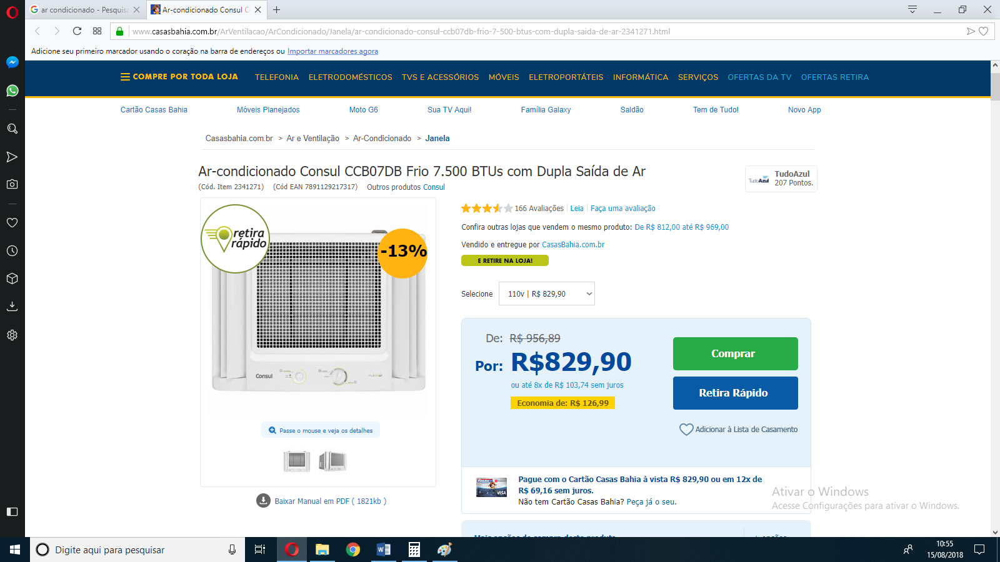 ar condicionado - Pesquis
Ar-condicionado Consul C
www.casasbahia.com.br/ArVentilacao/ArCondicionado/Janela/ar-condicionado-consul-ccb07db-frio-7-500-btus-com-dupla-saida-de-ar-2341271.html
Adicione seu primeiro marcador usando o coração na barra de endereços ou Importar marcadores agora
COMPRE POR TODA LOJA TELEFONIA ELETRODOMÉSTICOS TVS E ACESSÓRIOS MÓVEIS ELETROPORTÁTEIS INFORMÁTICA SERVIÇOS OFERTAS DA TV OFERTAS RETIRA
Cartão Casas Bahia Móveis Planejados Moto G6 Sua TV Aqui! Família Galaxy Saldão Tem de Tudo! Novo App
Casasbahia.com.br > Ar e Ventilação > Ar-Condicionado > Janela
Ar-condicionado Consul CCB07DB Frio 7.500 BTUs com Dupla Saída de Ar
(Cód. Item 2341271) (Cód EAN 7891129217317) Outros produtos Consul
TudoAzul
TudoAzul
207 Pontos.
retira
rápido
-13%
Consul
Passe o mouse e veja os detalhes
Baixar Manual em PDF ( 1821kb )
166 Avaliações Leia Faça uma avaliação
Confira outras lojas que vendem o mesmo produto: De R$ 812,00 até R$ 969,00
Vendido e entregue por CasasBahia.com.br
E RETIRE NA LOJA!
Selecione 110v | R$ 829,90
De: R$ 956,89
Por: R$829,90
ou até 8x de R$ 103,74 sem juros
Economia de: R$ 126,99
Comprar
Retira Rápido
Adicionar à Lista de Casamento
VISA
Pague com o Cartão Casas Bahia à vista R$ 829,90 ou em 12x de
R$ 69,16 sem juros.
Não tem Cartão Casas Bahia? Peça já o seu.
Mais opções de compra deste produto
+ opções
Ativar o Windows
Acesse Configurações para ativar o Windows.
Digite aqui para pesquisar
10:55
15/08/2018